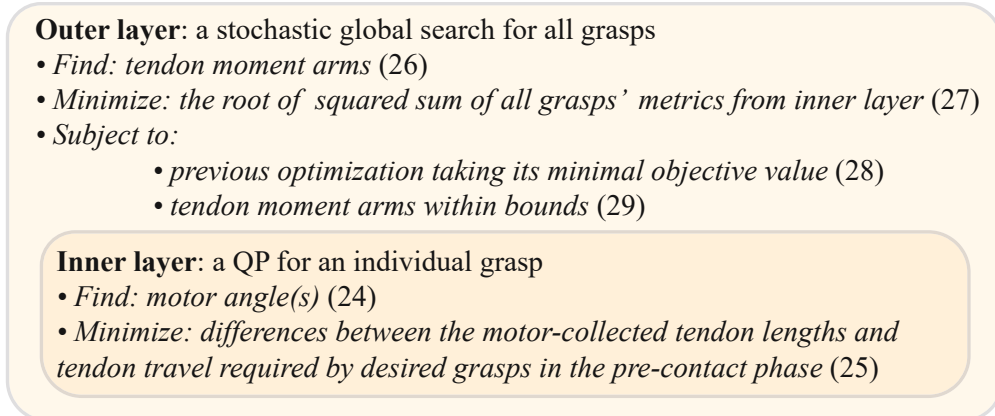 Outer layer: a stochastic global search for all grasps
• Find: tendon moment arms (26)
• Minimize: the root of squared sum of all grasps’ metrics from inner layer (27)
• Subject to:
• previous optimization taking its minimal objective value (28)
• tendon moment arms within bounds (29)
Inner layer: a QP for an individual grasp
• Find: motor angle(s) (24)
• Minimize: differences between the motor-collected tendon lengths and
tendon travel required by desired grasps in the pre-contact phase (25)